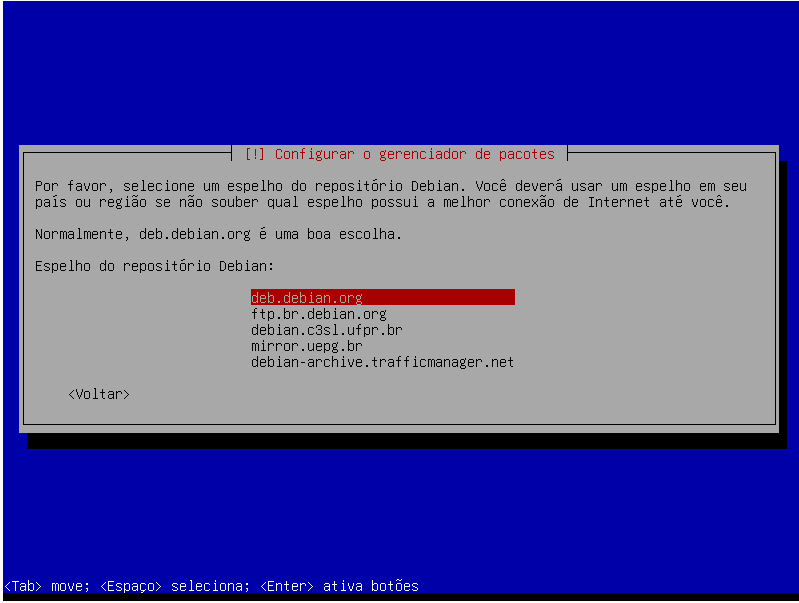 [!] Configurar o gerenciador de pacotes
Por favor, selecione um espelho do repositório Debian. Você deverá usar um espelho em seu
país ou região se não souber qual espelho possui a melhor conexão de Internet até você.
Normalmente, deb.debian.org é uma boa escolha.
Espelho do repositório Debian:
deb.debian.org
ftp.br.debian.org
debian.c3sl.ufpr.br
mirror.uepg.br
debian-archive.trafficmanager.net
<Voltar>
<Tab> move; <Espaço> seleciona; <Enter> ativa botões